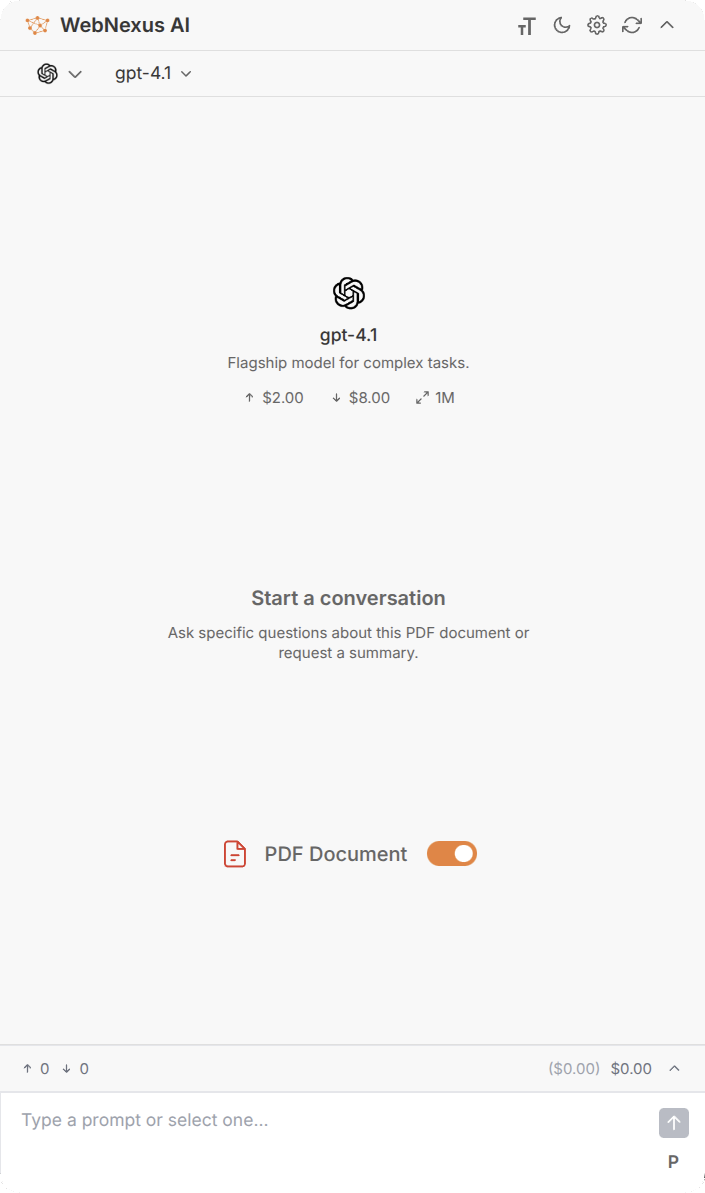 WebNexus AI
gpt-4.1
gpt-4.1
Flagship model for complex tasks.
↑ $2.00 ↓ $8.00 1M
Start a conversation
Ask specific questions about this PDF document or
request a summary.
PDF Document
↑ 0 ↓ 0 ($0.00) $0.00
Type a prompt or select one...
P